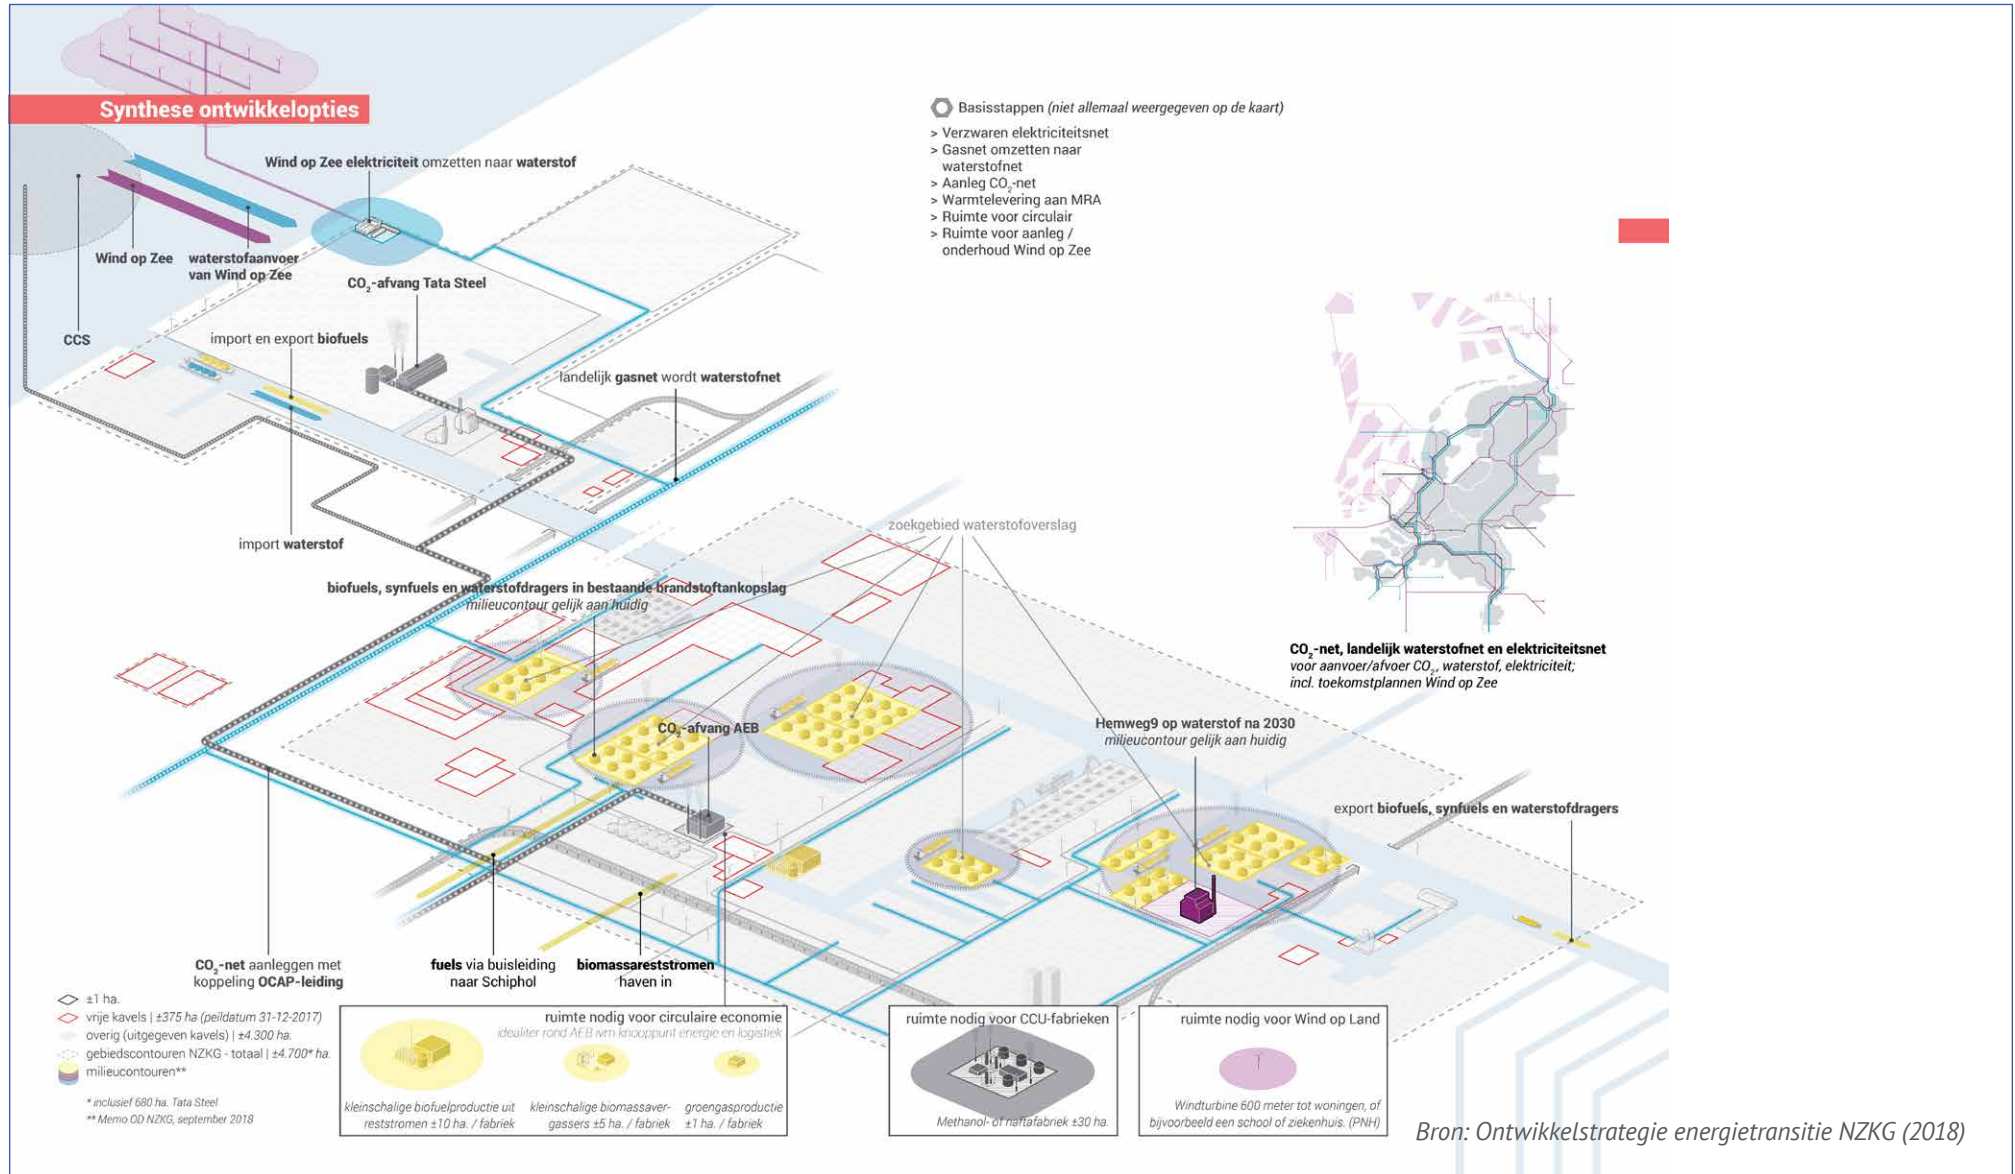 Synthese ontwikkelopties
Wind op Zee elektriciteit omzetten naar waterstof
Wind op Zee
waterstofaanvoer
van Wind op Zee
CCS
CO₂-afvang Tata Steel
import en export biofuels
landelijk gasnet wordt waterstofnet
import waterstof
Basisstappen (niet allemaal weergegeven op de kaart)
> Verzwaren elektriciteitsnet
> Gasnet omzetten naar
waterstofnet
> Aanleg CO₂-net
> Warmtelevering aan MRA
> Ruimte voor circulair
> Ruimte voor aanleg /
onderhoud Wind op Zee
zoekgebied waterstofoverslag
biofuels, synfuels en waterstofdragers in bestaande brandstoftankopslag
milieucontour gelijk aan huidig
CO₂-afvang AEB
CO₂-net, landelijk waterstofnet en elektriciteitsnet
voor aanvoer/afvoer CO₂, waterstof, elektriciteit;
incl. toekomstplannen Wind op Zee
Hemweg9 op waterstof na 2030
milieucontour gelijk aan huidig
export biofuels, synfuels en waterstofdragers
CO₂-net aanleggen met
koppeling OCAP-leiding
fuels via buisleiding
naar Schiphol
biomassareststromen
haven in
±1 ha.
vrije kavels | ±375 ha (peildatum 31-12-2017)
overig (uitgegeven kavels) | ±4.300 ha.
gebiedscontouren NZKG - totaal | ±4.700* ha.
milieucontouren**
* inclusief 680 ha. Tata Steel
** Memo OD NZKG, september 2018
ruimte nodig voor circulaire economie
idealiter rond AEB ivm knooppunt energie en logistiek
kleinschalige biofuelproductie uit
reststromen ±10 ha. / fabriek
kleinschalige biomassaver-
gassers ±5 ha. / fabriek
groengasproductie
±1 ha. / fabriek
ruimte nodig voor CCU-fabrieken
Methanol- of naftafabriek ±30 ha.
ruimte nodig voor Wind op Land
Windturbine 600 meter tot woningen, of
bijvoorbeeld een school of ziekenhuis. (PNH)
Bron: Ontwikkelstrategie energietransitie NZKG (2018)